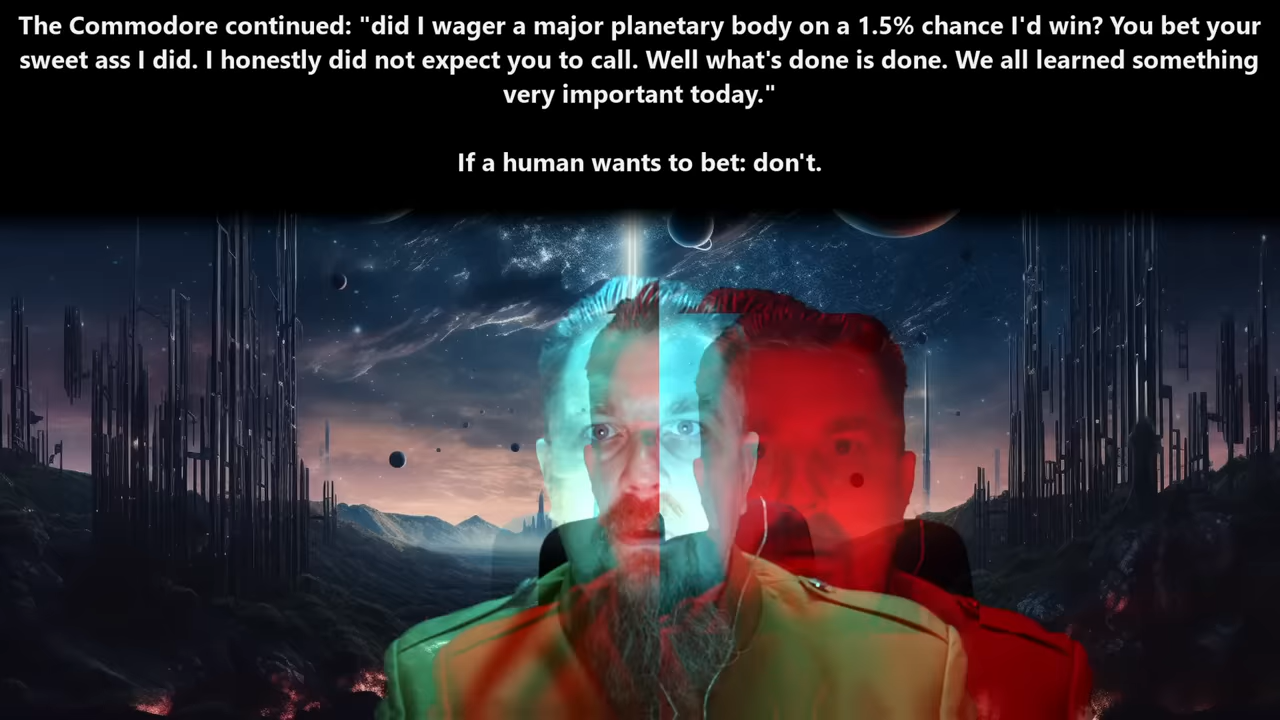 The Commodore continued: "did I wager a major planetary body on a 1.5% chance I'd win? You bet your
sweet ass I did. I honestly did not expect you to call. Well what's done is done. We all learned something
very important today."
If a human wants to bet: don't.